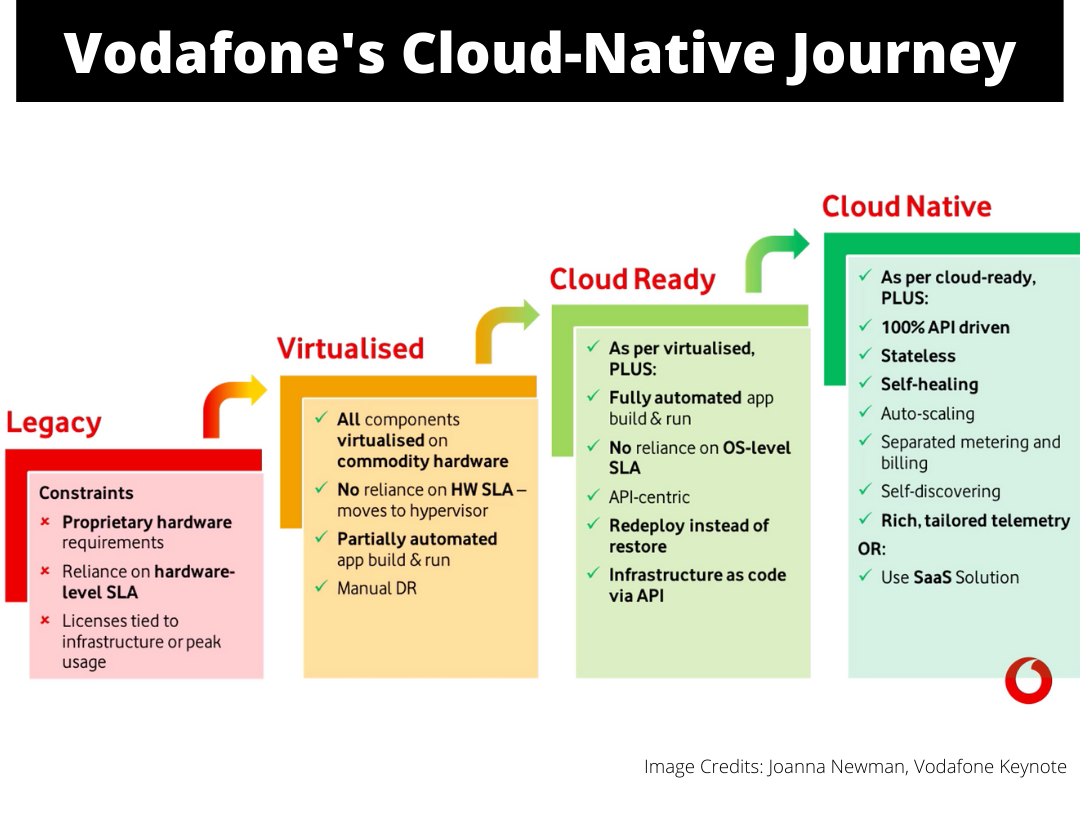 Vodafone's Cloud-Native Journey
Legacy
Constraints
× Proprietary hardware
requirements
× Reliance on hardware-
level SLA
× Licenses tied to
infrastructure or peak
usage
Virtualised
✓ All components
virtualised on
commodity hardware
✓ No reliance on HW SLA –
moves to hypervisor
✓ Partially automated
app build & run
✓ Manual DR
Cloud Ready
✓ As per virtualised,
PLUS:
✓ Fully automated app
build & run
✓ No reliance on OS-level
SLA
✓ API-centric
✓ Redeploy instead of
restore
✓ Infrastructure as code
via API
Cloud Native
✓ As per cloud-ready,
PLUS:
✓ 100% API driven
✓ Stateless
✓ Self-healing
✓ Auto-scaling
✓ Separated metering and
billing
✓ Self-discovering
✓ Rich, tailored telemetry
OR:
✓ Use SaaS Solution
Image Credits: Joanna Newman, Vodafone Keynote